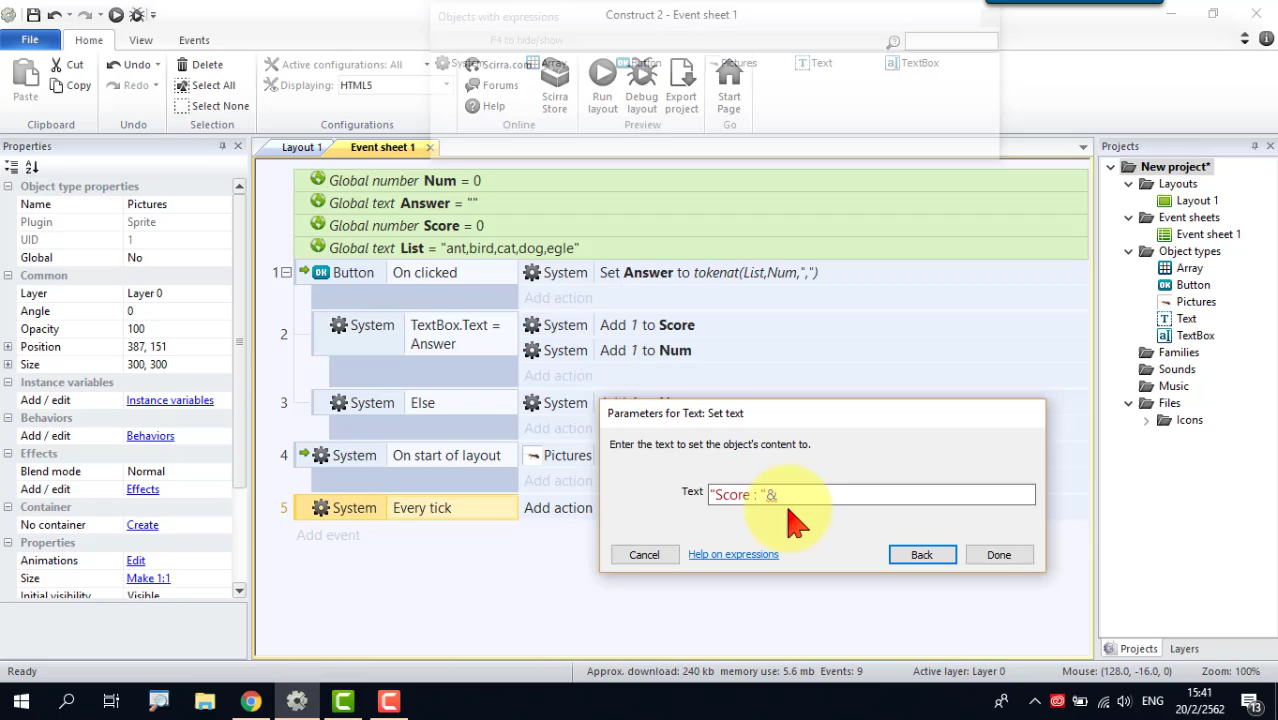 Objects with expressions
Construct 2 - Event sheet 1
File
Home
View
Events
F4 to hide/show
Cut
Copy
Paste
Clipboard
Undo
Redo
Undo
Delete
Select All
Select None
Selection
Active configurations: All
Displaying: HTML5
Configurations
Scirra.com
Forums
Help
Scirra Store
Online
Run layout
Debug layout
Export project
Preview
Start Page
Go
System
Array
Button
Pictures
Text
TextBox
Properties
Layout 1
Event sheet 1
Projects
Object type properties
Name Pictures
Plugin Sprite
UID 1
Global No
Common
Layer Layer 0
Angle 0
Opacity 100
Position 387, 151
Size 300, 300
Instance variables
Add / edit Instance variables
Behaviors
Add / edit Behaviors
Effects
Blend mode Normal
Add / edit Effects
Container
No container Create
Properties
Animations Edit
Size Make 1:1
Initial visibility Visible
Global number Num = 0
Global text Answer = ""
Global number Score = 0
Global text List = "ant,bird,cat,dog,egle"
1 Button On clicked System Set Answer to tokenat(List,Num,",")
Add action
2 System TextBox.Text = Answer System Add 1 to Score
System Add 1 to Num
Add action
3 System Else System
Add action
4 System On start of layout Pictures
Add action
5 System Every tick Add action
Add event
Parameters for Text: Set text
Enter the text to set the object's content to.
Text "Score : "&
Cancel
Help on expressions
Back
Done
New project*
Layouts
Layout 1
Event sheets
Event sheet 1
Object types
Array
Button
Pictures
Text
TextBox
Families
Sounds
Music
Files
Icons
Projects
Layers
Ready
Approx. download: 240 kb memory use: 5.6 mb Events: 9
Active layer: Layer 0
Mouse: (128.0, -16.0, 0)
Zoom: 100%
ENG
15:41
20/2/2562
13